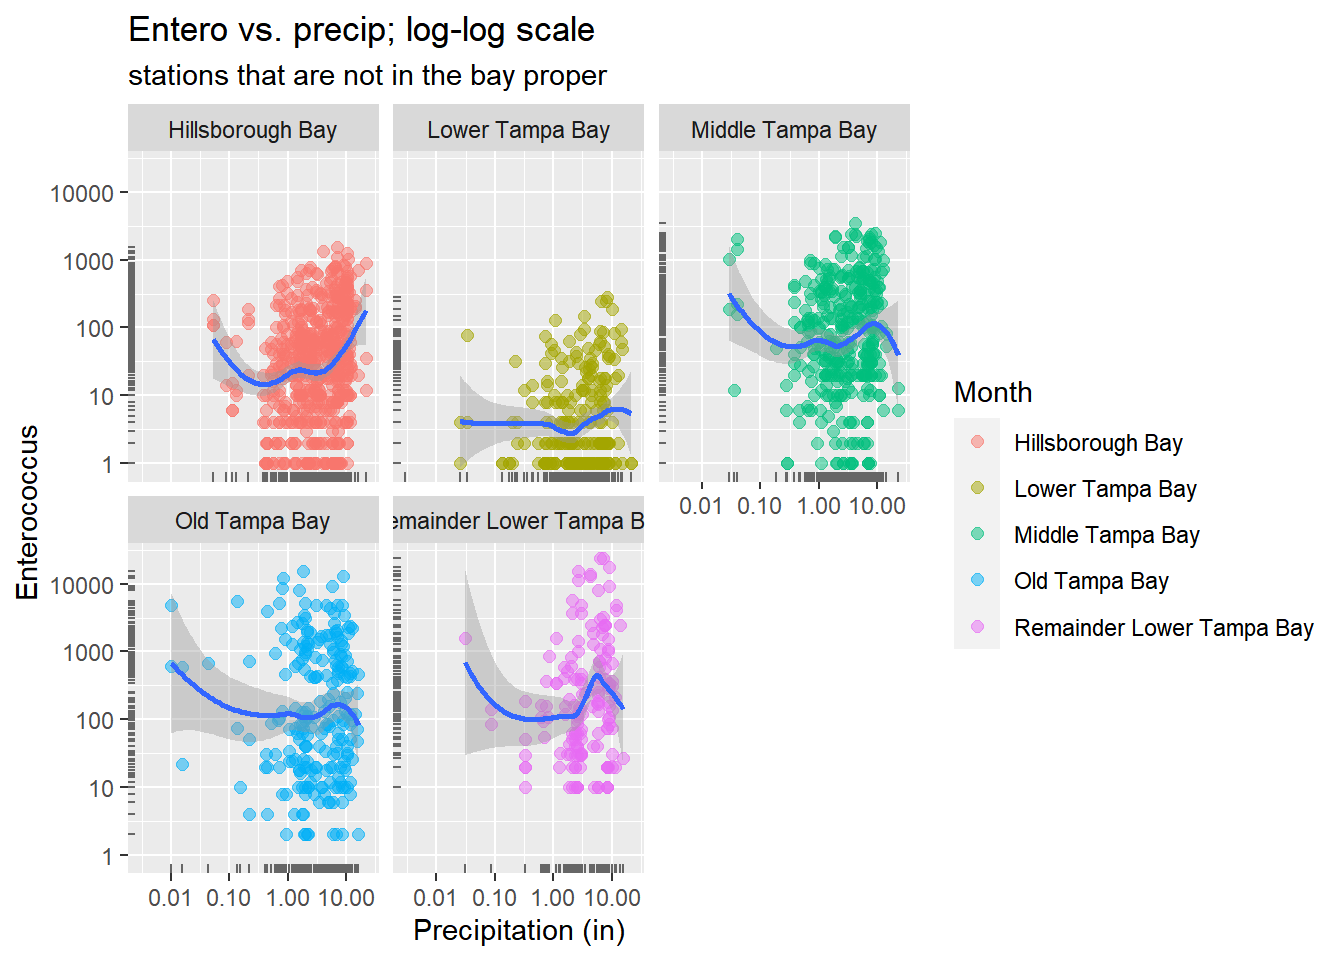 Entero vs. precip; log-log scale
stations that are not in the bay proper
Hillsborough Bay
Lower Tampa Bay
Middle Tampa Bay
10000
1000
100
10
1
0.01 0.10 1.00 10.00
Enterococcus
Old Tampa Bay
emainder Lower Tampa B
10000
1000
100
10
1
0.01 0.10 1.00 10.00
0.01 0.10 1.00 10.00
Precipitation (in)
Month
Hillsborough Bay
Lower Tampa Bay
Middle Tampa Bay
Old Tampa Bay
Remainder Lower Tampa Bay